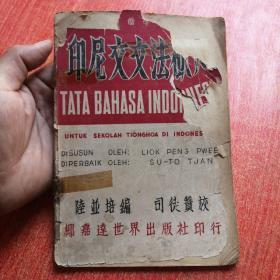 印尼文文法
TATA BAHASA INDONE
UNTUK SEKOLAH TIONGHOA DI INDONES
DISUSUN OLEH: LIOK PENG PWEE
DIPERBAIK OLEH: SU-TO TJAN
陸並培編 司徒贊校
椰嘉達世界出版社印行